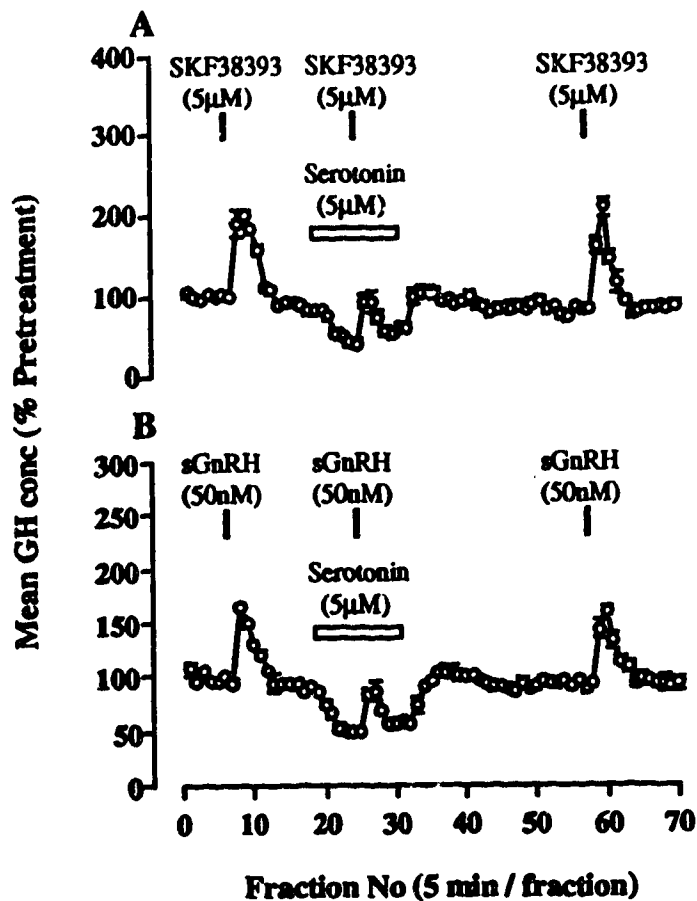 A
400
300
200
100
0
SKF38393
(5μM)
SKF38393
(5μM)
SKF38393
(5μM)
Serotonin
(5μM)
Mean GH conc (% Pretreatment)
B
300
250
200
150
100
50
0
sGnRH
(50nM)
sGnRH
(50nM)
sGnRH
(50nM)
Serotonin
(5μM)
0 10 20 30 40 50 60 70
Fraction No (5 min / fraction)